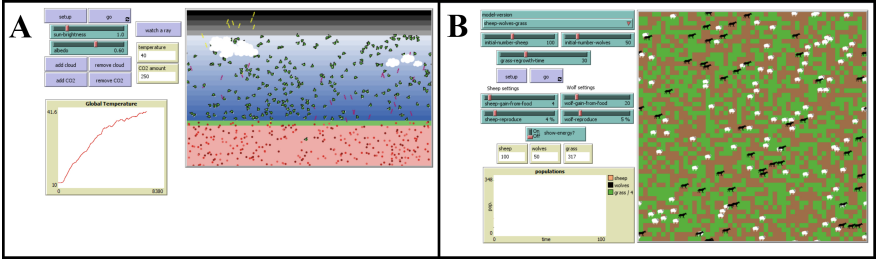 A
setup
go
watch a ray
sun-brightness 1.0
albedo 0.60
temperature
40
add cloud
remove cloud
CO2 amount
250
add CO2
remove CO2
Global Temperature
41.6
10
0
8380
B
model-version
sheep-wolves-grass
initial-number-sheep 100
initial-number-wolves 50
grass-regrowth-time 30
setup
go
Sheep settings
Wolf settings
sheep-gain-from-food 4
wolf-gain-from-food 20
sheep-reproduce 4 %
wolf-reproduce 5 %
On
Off
show-energy?
sheep
100
wolves
50
grass
317
populations
348
pop.
0
0
time
100
sheep
wolves
grass / 4